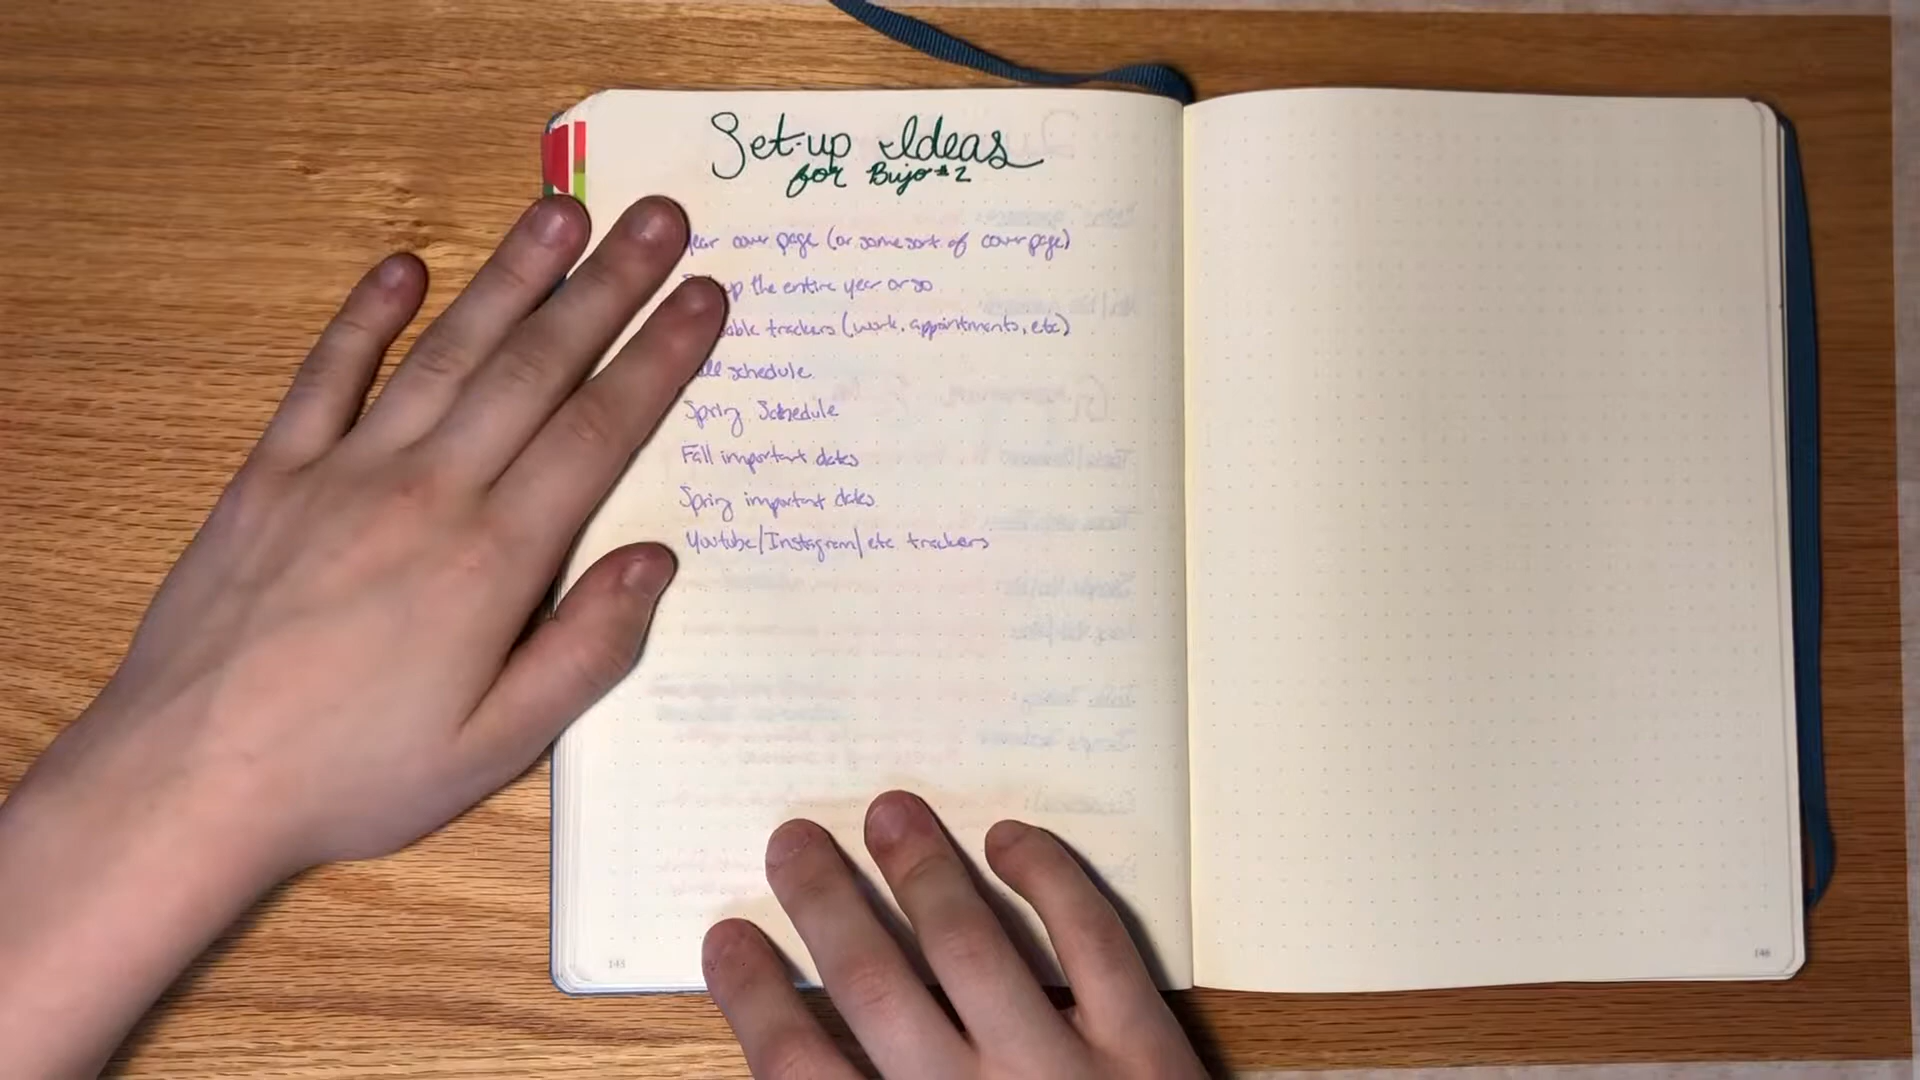 Set-up Ideas
for Bujo #2
year cover page (or some sort of cover page)
up the entire year or so
trackers (work, appointments, etc)
schedule
Spring Schedule
Fall important dates
Spring important dates
Youtube/Instagram/etc trackers